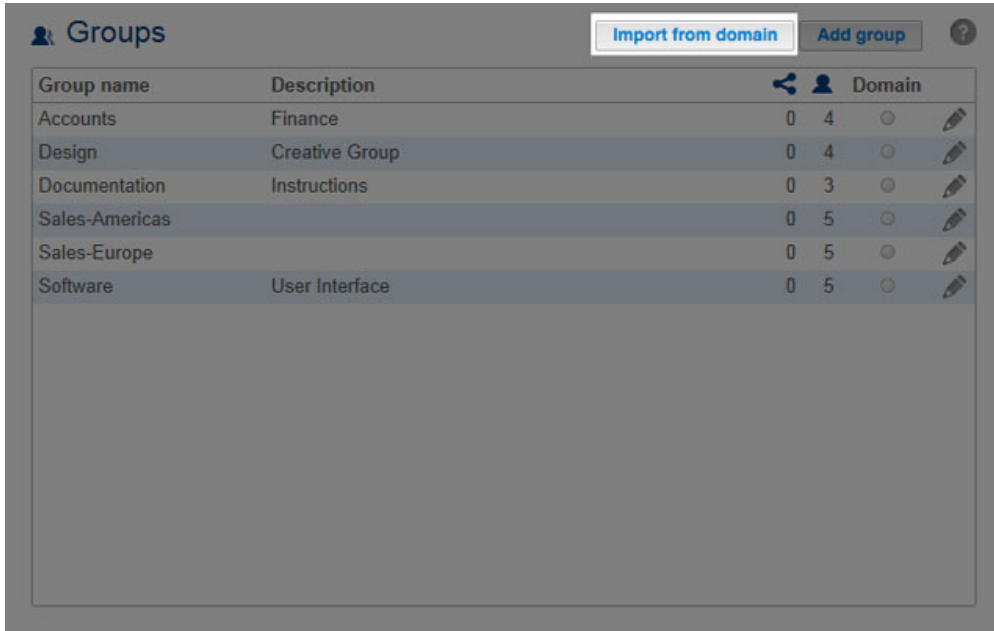 Groups
Import from domain
Add group
?
Group name Description Domain
Accounts Finance 0 4
Design Creative Group 0 4
Documentation Instructions 0 3
Sales-Americas 0 5
Sales-Europe 0 5
Software User Interface 0 5